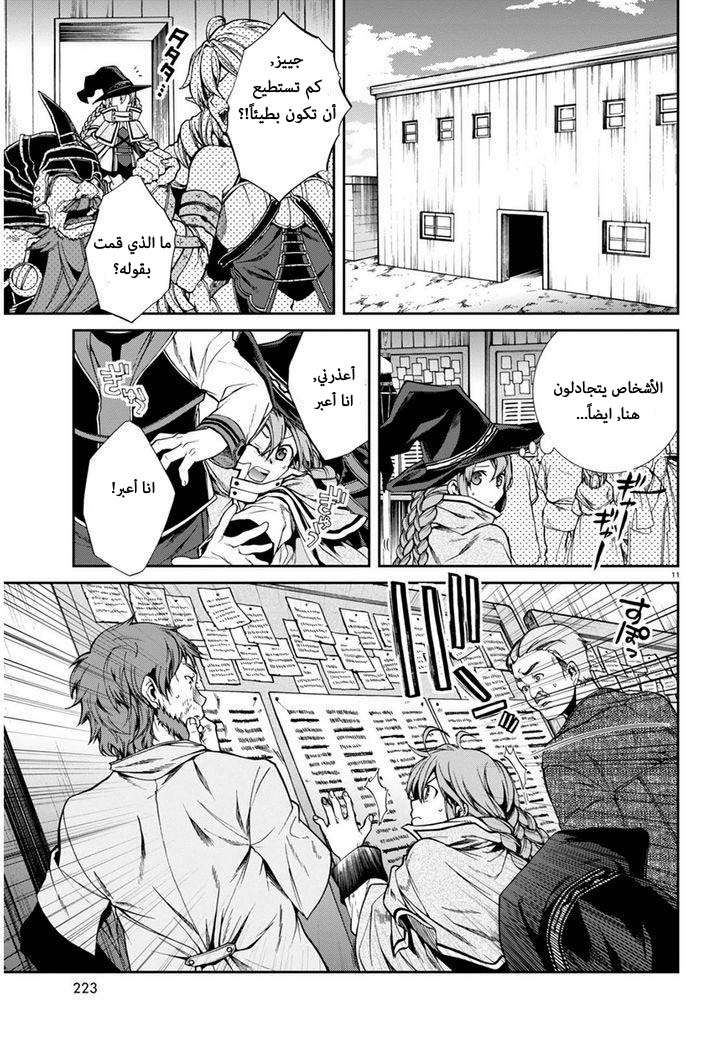 جييز,
كم تستطيع
أن تكون بطيئاً!؟
ما الذي قمت
بقوله؟
الأشخاص يتجادلون
هنا, ايضاً...
أعذرني,
انا أعبر
انا أعبر!
11
223